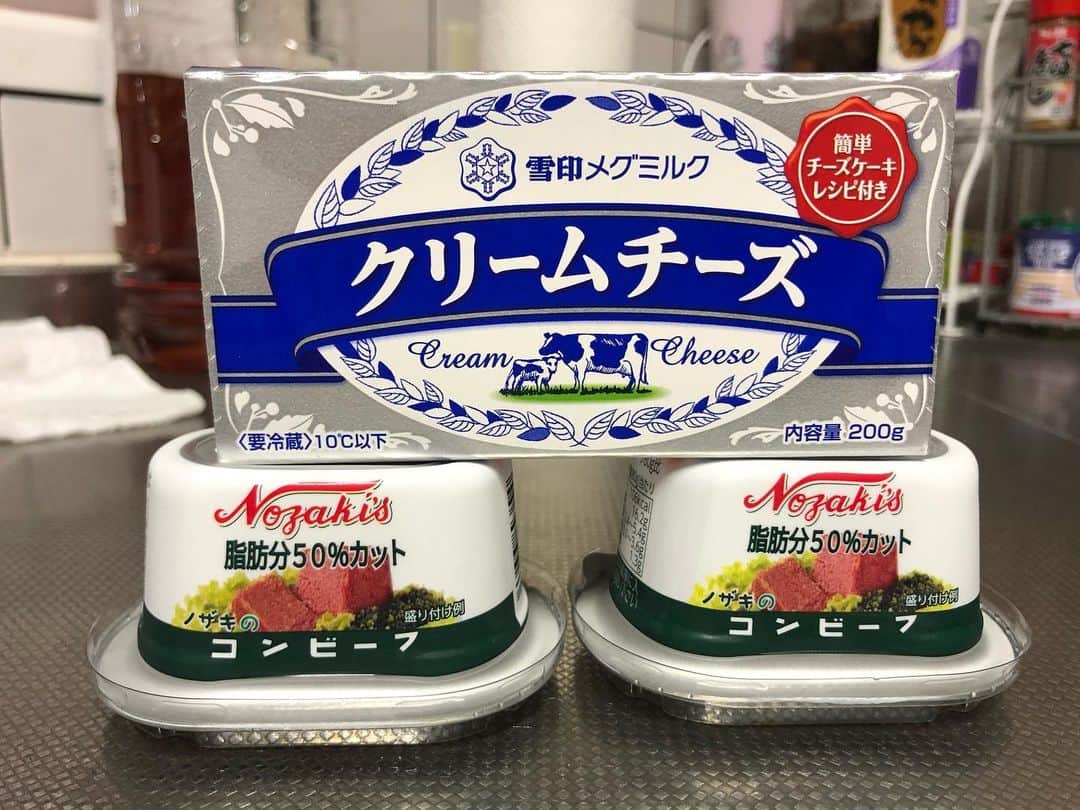 雪印メグミルク
簡単
チーズケーキ
レシピ付き
クリームチーズ
Cream Cheese
〈要冷蔵〉10℃以下
内容量 200g
Nozaki's
脂肪分50%カット
ノザキの
盛り付け例
コンビーフ
Nozaki's
脂肪分50%カット
ノザキの
盛り付け例
コンビーフ